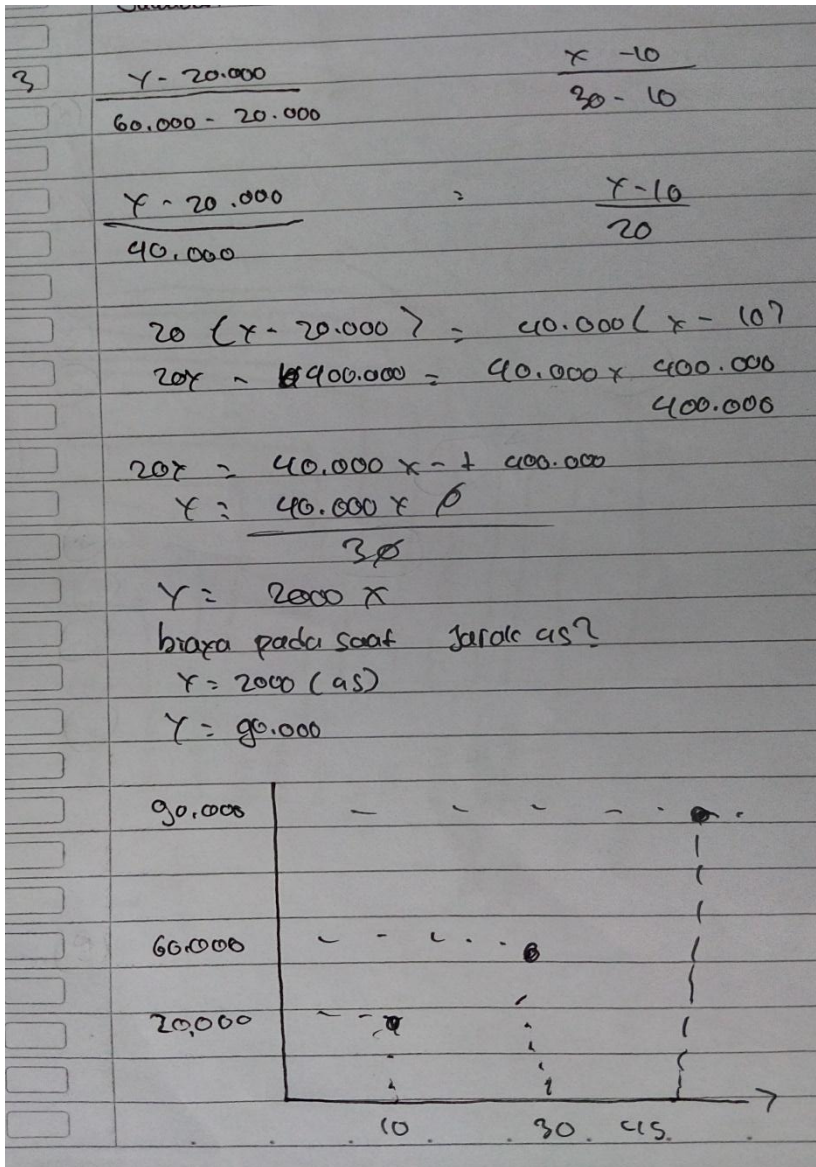 3 Y - 20.000 x - 10
60.000 - 20.000 30 - 10
Y - 20.000 = Y - 10
40.000 20
20 (Y - 20.000) = 40.000 (x - 10)
20Y - 400.000 = 40.000x 400.000
400.000
20Y = 40.000 x - + 400.000
Y = 40.000 x 0
30
Y = 2000 x
biaya pada saat Jarak 45?
Y = 2000 (45)
Y = 90.000
90.000
60.000
20.000
10 30 45